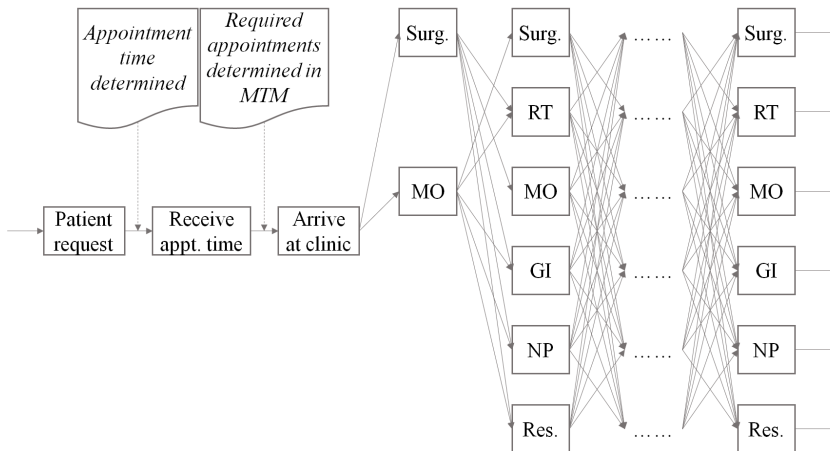 Appointment
time
determined
Required
appointments
determined in
MTM
Patient
request
Receive
appt. time
Arrive
at clinic
Surg.
MO
Surg.
RT
MO
GI
NP
Res.
……
……
……
……
……
……
Surg.
RT
MO
GI
NP
Res.